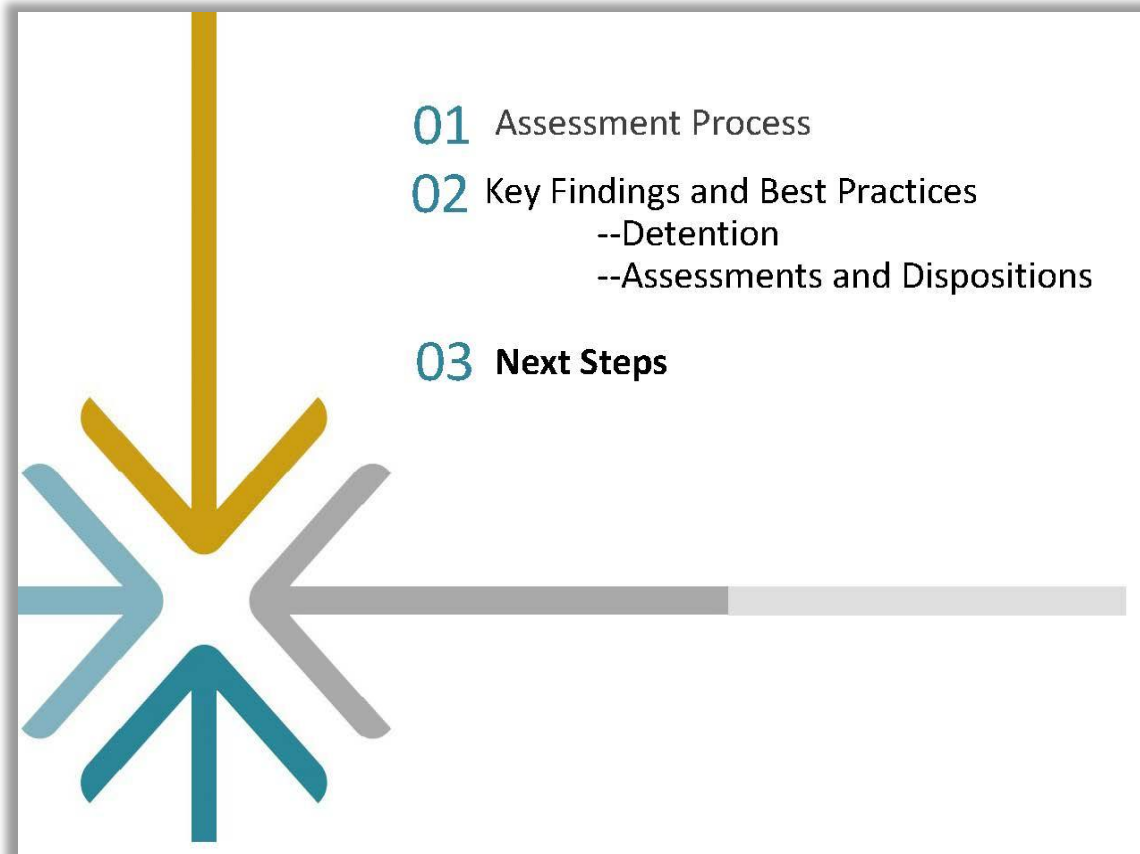 01 Assessment Process
02 Key Findings and Best Practices
--Detention
--Assessments and Dispositions
03 Next Steps